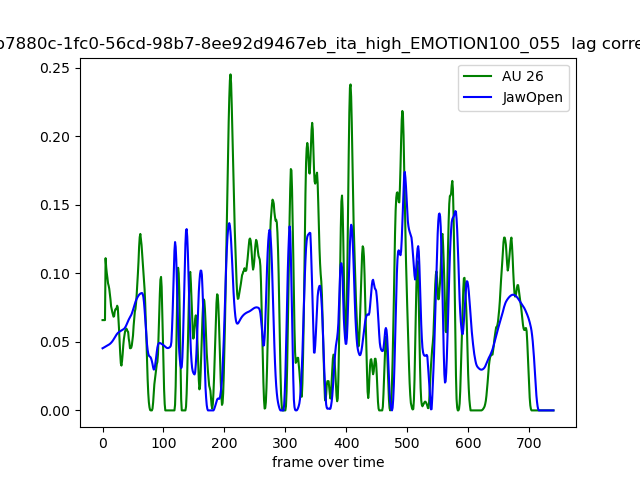 b7880c-1fc0-56cd-98b7-8ee92d9467eb_ita_high_EMOTION100_055 lag corre
AU 26
JawOpen
0.25
0.20
0.15
0.10
0.05
0.00
0 100 200 300 400 500 600 700
frame over time